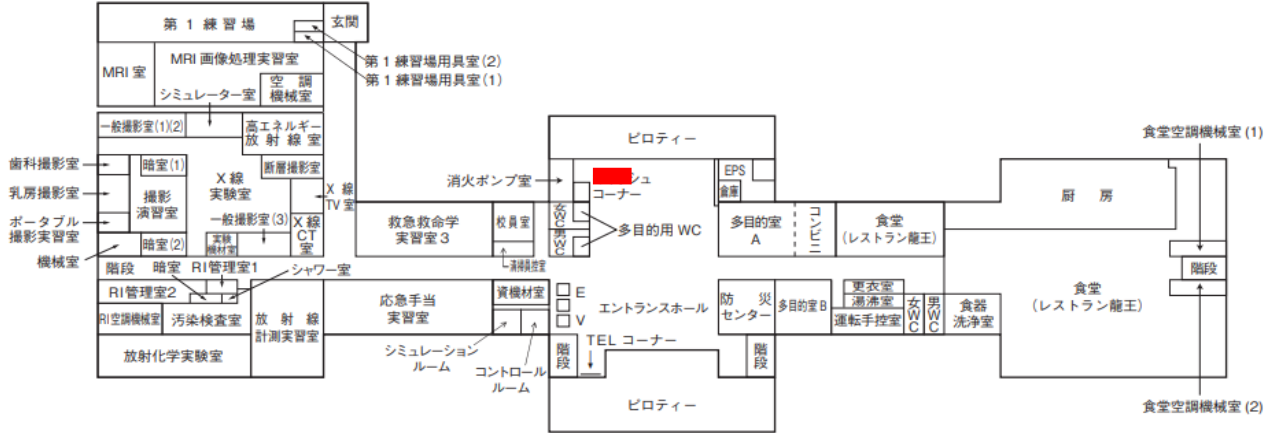 第１練習場
玄関
MRI 室
MRI 画像処理実習室
第１練習場用具室(2)
第１練習場用具室(1)
空調
機械室
シミュレーター室
一般撮影室(1)(2)
高エネルギー
放射線室
歯科撮影室
暗室(1)
断層撮影室
X線
実験室
乳房撮影室
撮影
演習室
X線
TV室
ポータブル
撮影実習室
一般撮影室(3)
X線
CT
室
暗室(2)
実験
機材室
機械室
階段
暗室
RI管理室1
シャワー室
RI管理室2
RI空調機械室
汚染検査室
放射線
計測実習室
放射化学実験室
救急救命学
実習室３
校員室
清掃員控室
応急手当
実習室
資機材室
シミュレーション
ルーム
コントロール
ルーム
ピロティー
消火ポンプ室
シュ
コーナー
EPS
倉庫
女WC
男WC
多目的用 WC
多目的室
A
コンビニ
食堂
(レストラン龍王)
厨房
食堂空調機械室(1)
階段
E
V
エントランスホール
防災
センター
多目的室B
更衣室
湯沸室
運転手控室
女WC
男WC
食器
洗浄室
食堂
(レストラン龍王)
TEL コーナー
階段
階段
ピロティー
食堂空調機械室(2)